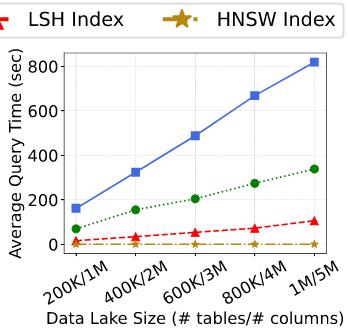 LSH Index
HNSW Index
Average Query Time (sec)
800
600
400
200
0
200K/1M
400K/2M
600K/3M
800K/4M
1M/5M
Data Lake Size (# tables/# columns)